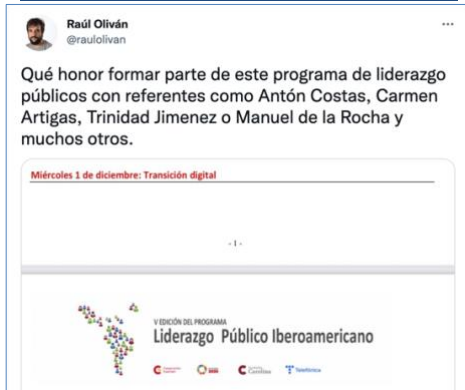 Raúl Oliván
@raulolivan
Qué honor formar parte de este programa de liderazgo
públicos con referentes como Antón Costas, Carmen
Artigas, Trinidad Jimenez o Manuel de la Rocha y
muchos otros.
Miércoles 1 de diciembre: Transición digital
- 1 -
V EDICIÓN DEL PROGRAMA
Liderazgo Público Iberoamericano
Carolina
Telefónica